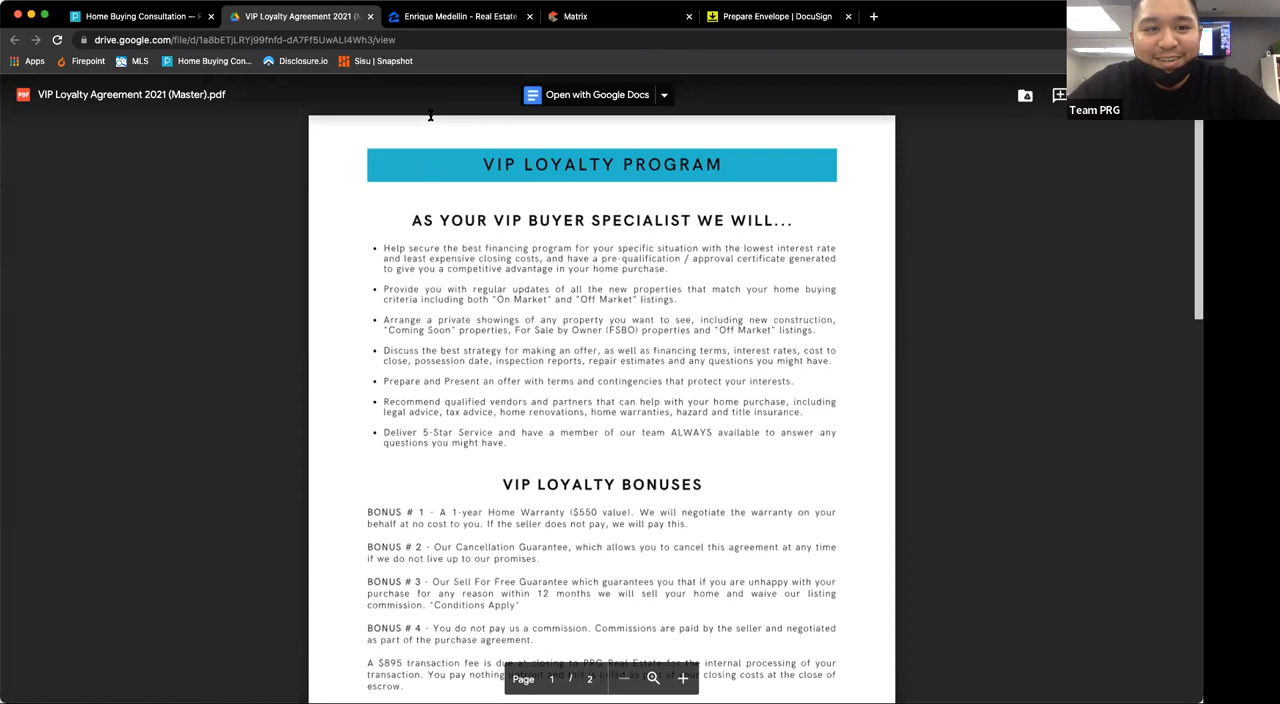 Home Buying Consultation — F
VIP Loyalty Agreement 2021 (M
Enrique Medellin - Real Estate
Matrix
Prepare Envelope | DocuSign
drive.google.com/file/d/1a8bETjLRYj99fnfd-dA7Ff5UwALI4Wh3/view
Apps
Firepoint
MLS
Home Buying Con...
Disclosure.io
Sisu | Snapshot
PDF
VIP Loyalty Agreement 2021 (Master).pdf
Open with Google Docs
Team PRG
VIP LOYALTY PROGRAM
AS YOUR VIP BUYER SPECIALIST WE WILL...
• Help secure the best financing program for your specific situation with the lowest interest rate
and least expensive closing costs, and have a pre-qualification / approval certificate generated
to give you a competitive advantage in your home purchase.
• Provide you with regular updates of all the new properties that match your home buying
criteria including both "On Market" and "Off Market" listings.
• Arrange a private showings of any property you want to see, including new construction,
"Coming Soon" properties, For Sale by Owner (FSBO) properties and "Off Market" listings.
• Discuss the best strategy for making an offer, as well as financing terms, interest rates, cost to
close, possession date, inspection reports, repair estimates and any questions you might have.
• Prepare and Present an offer with terms and contingencies that protect your interests.
• Recommend qualified vendors and partners that can help with your home purchase, including
legal advice, tax advice, home renovations, home warranties, hazard and title insurance.
• Deliver 5-Star Service and have a member of our team ALWAYS available to answer any
questions you might have.
VIP LOYALTY BONUSES
BONUS # 1 - A 1-year Home Warranty ($550 value). We will negotiate the warranty on your
behalf at no cost to you. If the seller does not pay, we will pay this.
BONUS # 2 - Our Cancellation Guarantee, which allows you to cancel this agreement at any time
if we do not live up to our promises.
BONUS # 3 - Our Sell For Free Guarantee which guarantees you that if you are unhappy with your
purchase for any reason within 12 months we will sell your home and waive our listing
commission. "Conditions Apply"
BONUS # 4 - You do not pay us a commission. Commissions are paid by the seller and negotiated
as part of the purchase agreement.
A $895 transaction fee is due at closing to PRG Real Estate for the internal processing of your
transaction. You pay nothing upfront and this is billed as part of your closing costs at the close of
escrow.
Page 1 / 2